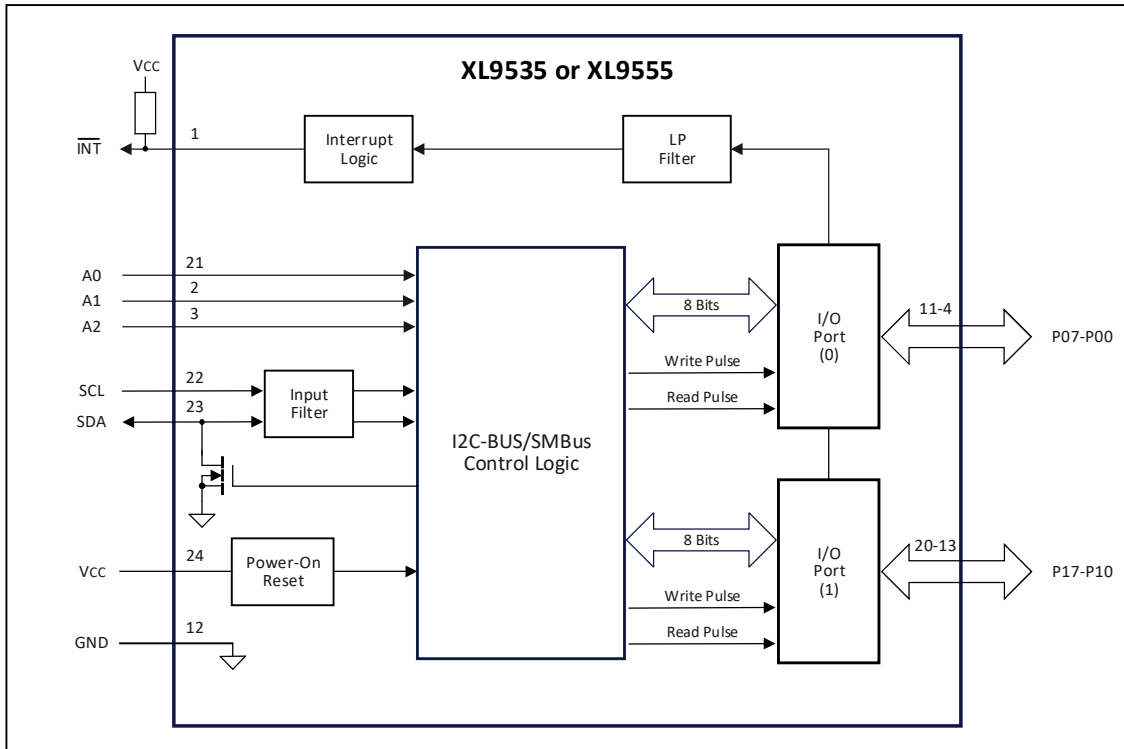 XL9535 or XL9555
VCC
1
INT
Interrupt
Logic
LP
Filter
A0
21
A1
2
A2
3
SCL
22
SDA
23
Input
Filter
I2C-BUS/SMBus
Control Logic
8 Bits
Write Pulse
Read Pulse
I/O
Port
(0)
11-4
P07-P00
VCC
24
Power-On
Reset
GND
12
8 Bits
Write Pulse
Read Pulse
I/O
Port
(1)
20-13
P17-P10